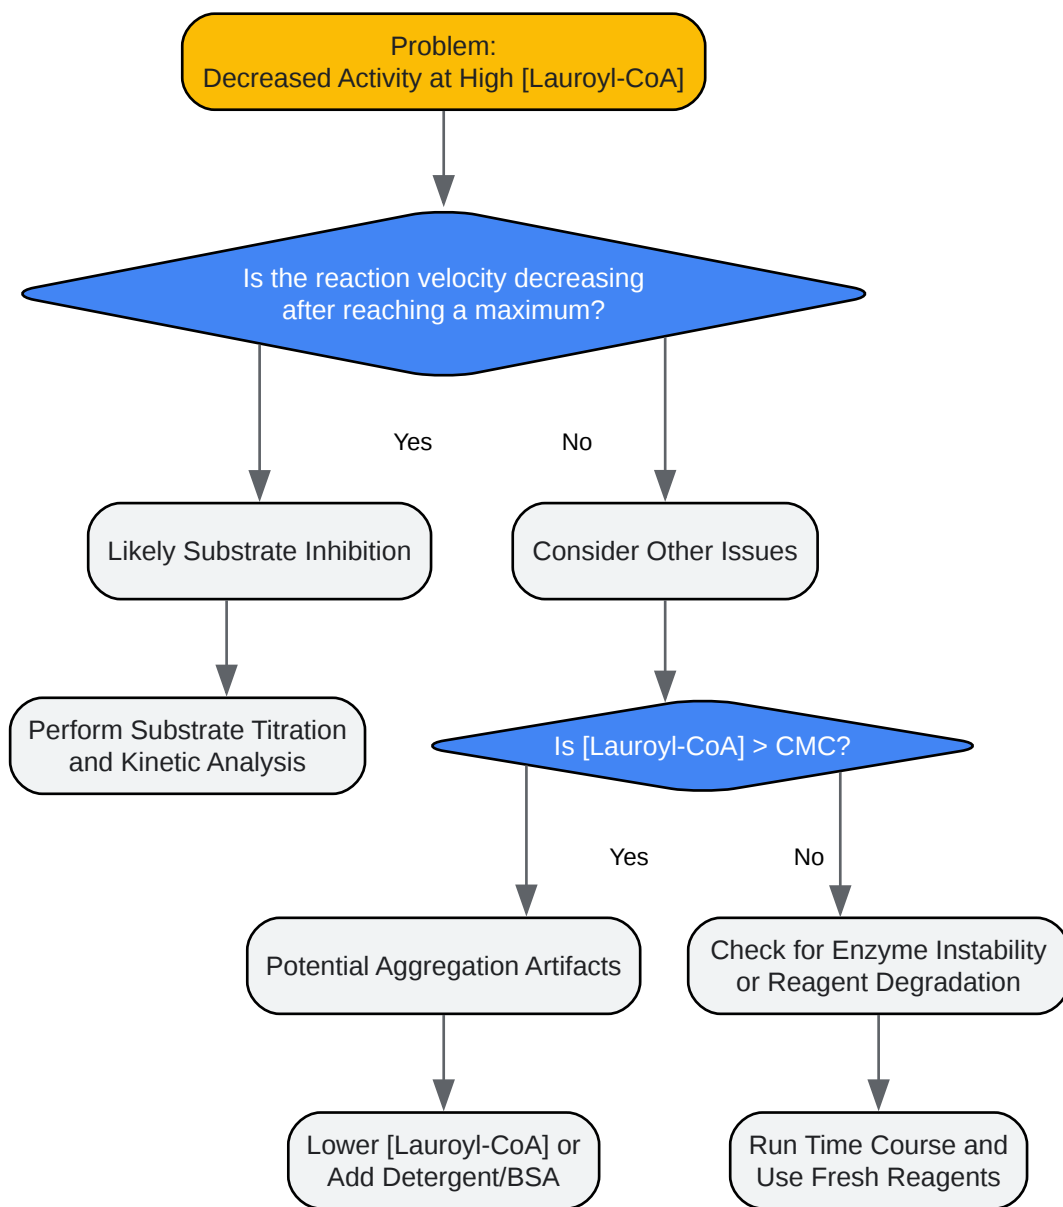 Problem:
Decreased Activity at High [Lauroyl-CoA]
Is the reaction velocity decreasing
after reaching a maximum?
Yes
No
Likely Substrate Inhibition
Consider Other Issues
Perform Substrate Titration
and Kinetic Analysis
Is [Lauroyl-CoA] > CMC?
Yes
No
Potential Aggregation Artifacts
Check for Enzyme Instability
or Reagent Degradation
Lower [Lauroyl-CoA] or
Add Detergent/BSA
Run Time Course and
Use Fresh Reagents